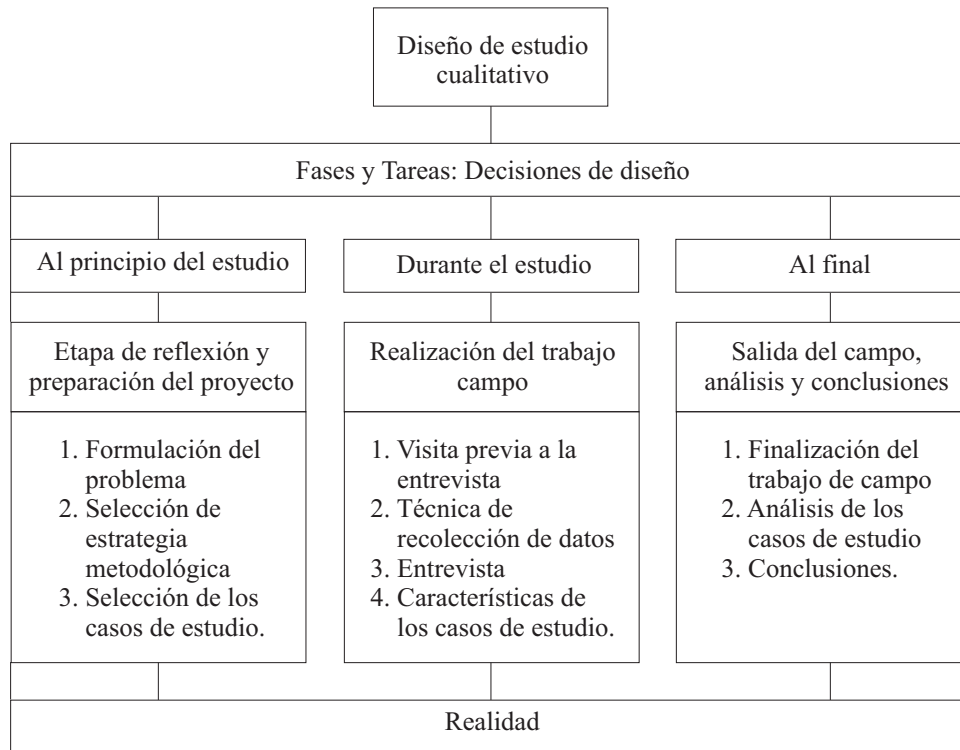 Diseño de estudio
cualitativo
Fases y Tareas: Decisiones de diseño
Al principio del estudio
Durante el estudio
Al final
Etapa de reflexión y
preparación del proyecto
Realización del trabajo
campo
Salida del campo,
análisis y conclusiones
1. Formulación del
problema
2. Selección de
estrategia
metodológica
3. Selección de los
casos de estudio.
1. Visita previa a la
entrevista
2. Técnica de
recolección de datos
3. Entrevista
4. Característificas de
los casos de estudio.
1. Finalización del
trabajo de campo
2. Análisis de los
casos de estudio
3. Conclusiones.
Realidad